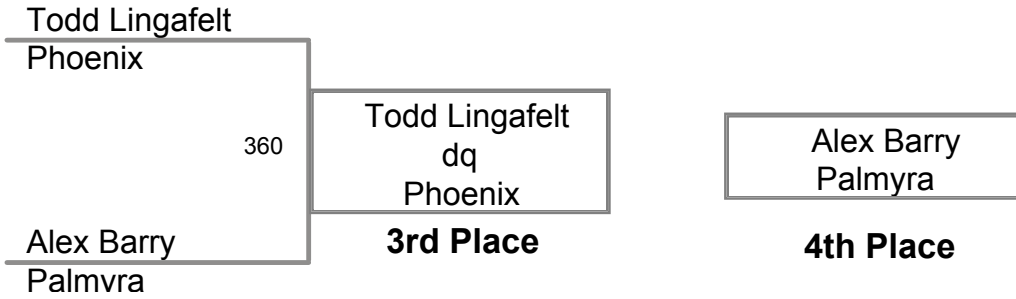 Todd Lingafelt
Phoenix
360
Alex Barry
Palmyra
Todd Lingafelt
dq
Phoenix
3rd Place
Alex Barry
Palmyra
4th Place